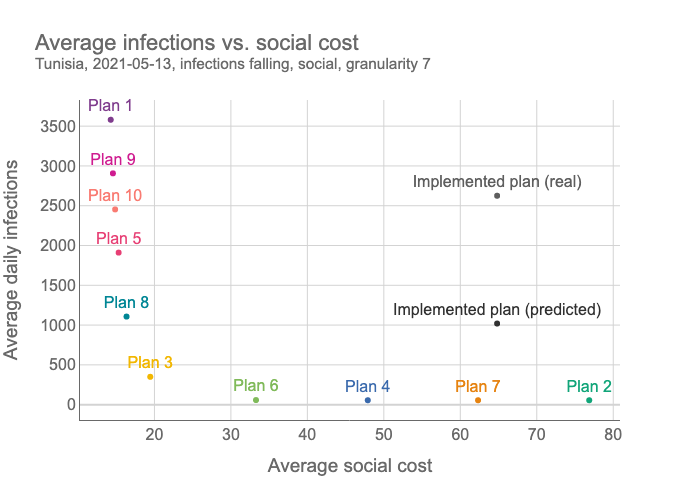 Average infections vs. social cost
Tunisia, 2021-05-13, infections falling, social, granularity 7
Average daily infections
3500
3000
2500
2000
1500
1000
500
0
Plan 1
Plan 9
Implemented plan (real)
Plan 10
Plan 5
Plan 8
Implemented plan (predicted)
Plan 3
Plan 6
Plan 4
Plan 7
Plan 2
20
30
40
50
60
70
80
Average social cost